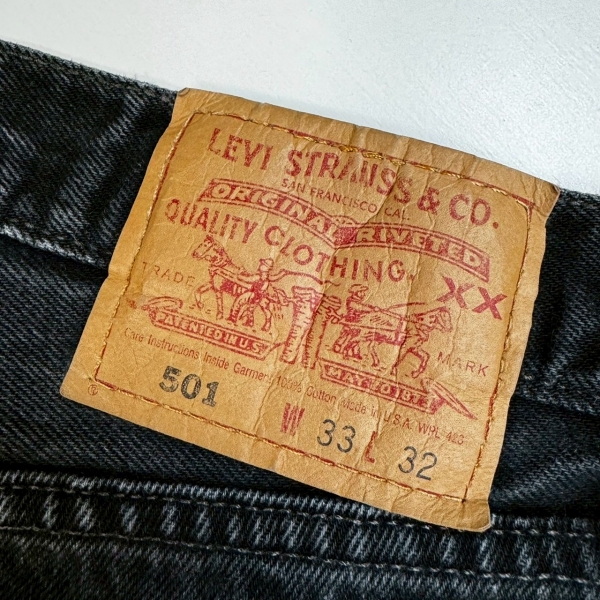 LEVI STRAUSS & CO.
SAN FRANCISCO CAL.
ORIGINAL RIVETED
QUALITY CLOTHING
XX
TRADE MARK
PATENTED IN U.S.
MAY 20 1873
Care Instructions Inside Garment 100% Cotton Made in U.S.A. WPL 423
®
501 W 33 L 32